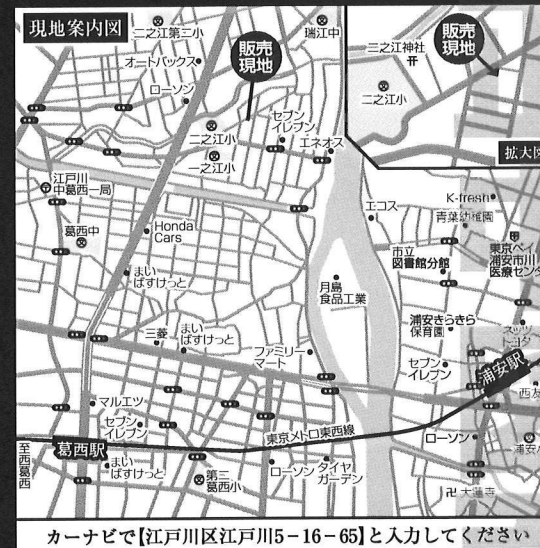 現地案内図
二之江第三小
瑞江中
オートバックス
販売
現地
ローソン
二之江小
セブン
イレブン
エネオス
一之江小
二之江神社
販売
現地
二之江小
拡大図
江戸川
中葛西一局
葛西中
Honda
Cars
エコス
K-fresh
青葉幼稚園
市立
図書館分館
東京ベイ
浦安市川
医療センタ
まい
ばすけっと
月島
食品工業
浦安きらきら
保育園
ネッツ
トヨタ
三菱
まい
ばすけっと
ファミリー
マート
セブン
イレブン
浦安駅
西友
マルエツ
セブン
イレブン
東京メトロ東西線
ローソン
浦安
葛西駅
至西葛西
まい
ばすけっと
第三
葛西小
ローソン
タイヤ
ガーデン
大蓮寺
カーナビで【江戸川区江戸川5-16-65】と入力してください